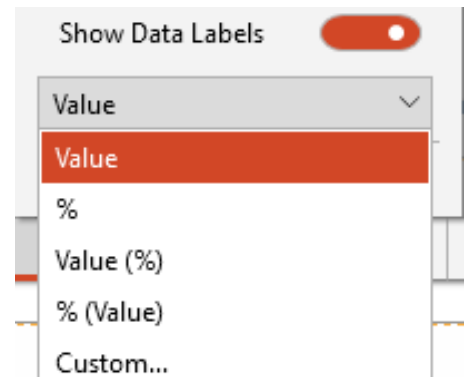 Show Data Labels
Value
Value
%
Value (%)
% (Value)
Custom...